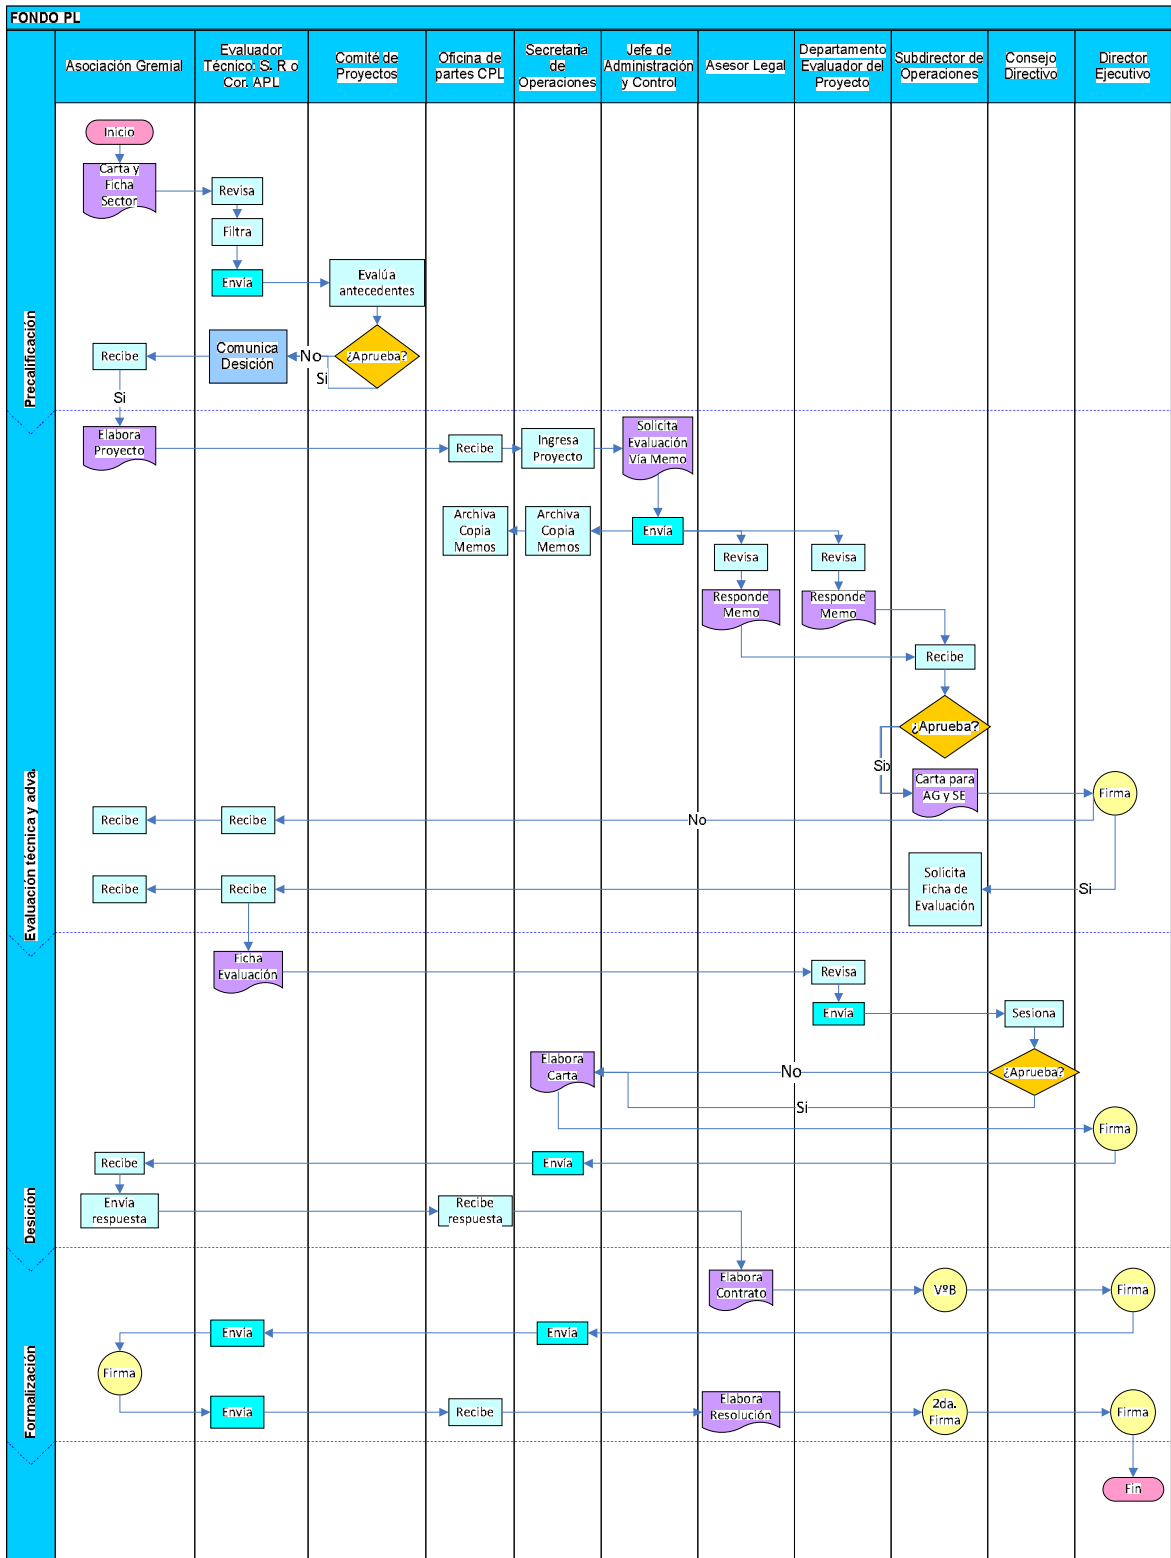 FONDO PL
Asociación Gremial
Evaluador
Técnico: S. R o
Cor. APL
Comité de
Proyectos
Oficina de
partes CPL
Secretaria
de
Operaciones
Jefe de
Administración
y Control
Asesor Legal
Departamento
Evaluador del
Proyecto
Subdirector de
Operaciones
Consejo
Directivo
Director
Ejecutivo
Precalificación
Inicio
Carta y
Ficha
Sector
Revisa
Filtra
Envía
Evalúa
antecedentes
¿Aprueba?
No
Si
Comunica
Desición
Recibe
Si
Evaluación técnica y adva.
Elabora
Proyecto
Recibe
Ingresa
Proyecto
Solicita
Evaluación
Vía Memo
Archiva
Copia
Memos
Archiva
Copia
Memos
Envía
Revisa
Revisa
Responde
Memo
Responde
Memo
Recibe
¿Aprueba?
Si
Carta para
AG y SE
Firma
Recibe
Recibe
No
Recibe
Recibe
Solicita
Ficha de
Evaluación
Si
Desición
Ficha
Evaluación
Revisa
Envía
Sesiona
Elabora
Carta
No
¿Aprueba?
Si
Firma
Recibe
Envía
Envía
respuesta
Recibe
respuesta
Formalización
Elabora
Contrato
VºB
Firma
Envía
Envía
Firma
Envía
Recibe
Elabora
Resolución
2da.
Firma
Firma
Fin